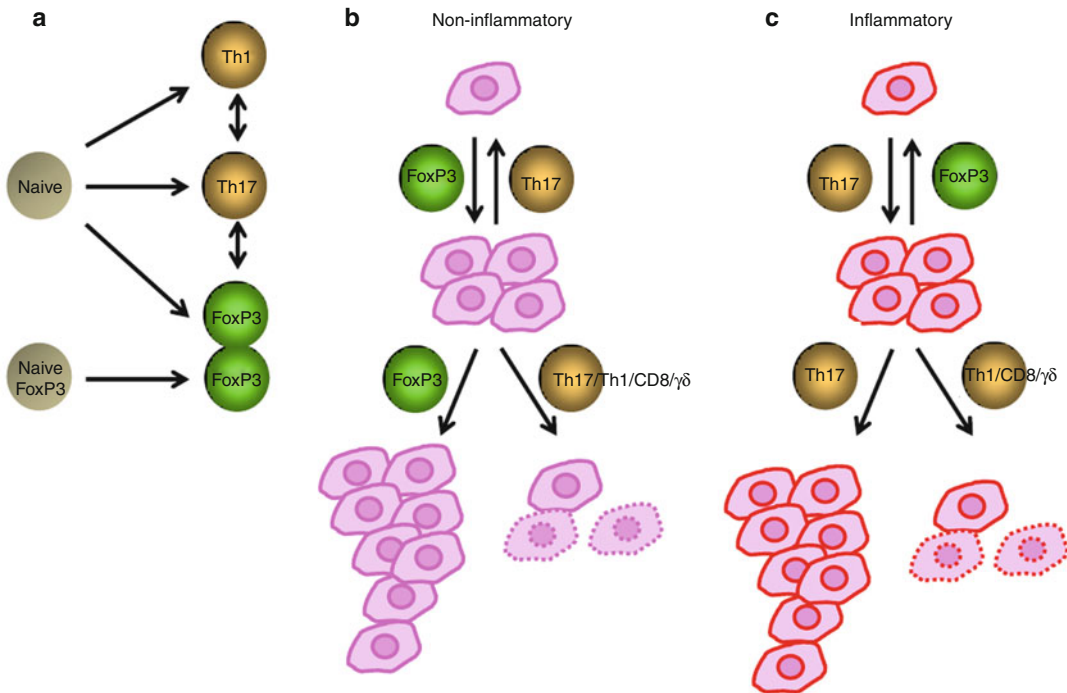 a
Th1
Naive
Th17
FoxP3
Naive
FoxP3
FoxP3
b
Non-inflammatory
FoxP3
Th17
FoxP3
Th17/Th1/CD8/γδ
c
Inflammatory
Th17
FoxP3
Th17
Th1/CD8/γδ